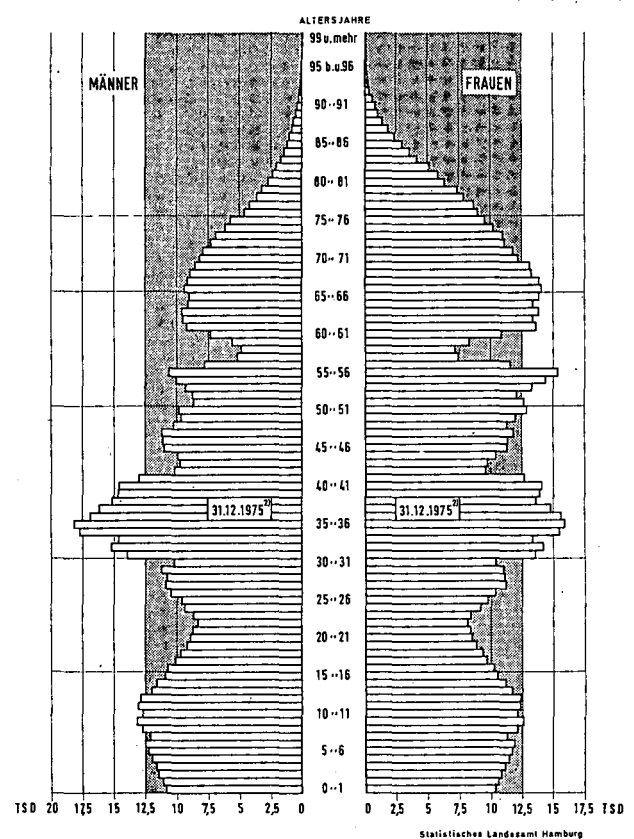 ALTERSJAHRE
99 u. mehr
95 b.u. 96
MÄNNER
FRAUEN
90 " 91
85 " 86
80 " 81
75 " 76
70 " 71
65 " 66
60 " 61
55 " 56
50 " 51
45 " 46
40 " 41
31.12.1975²⁾
31.12.1975²⁾
35 " 36
30 " 31
25 " 26
20 " 21
15 " 16
10 " 11
5 " 6
0 " 1
TSD 20 17,5 15 12,5 10 7,5 5 2,5 0 0 2,5 5 7,5 10 12,5 15 17,5 TSD
Statistisches Landesamt Hamburg